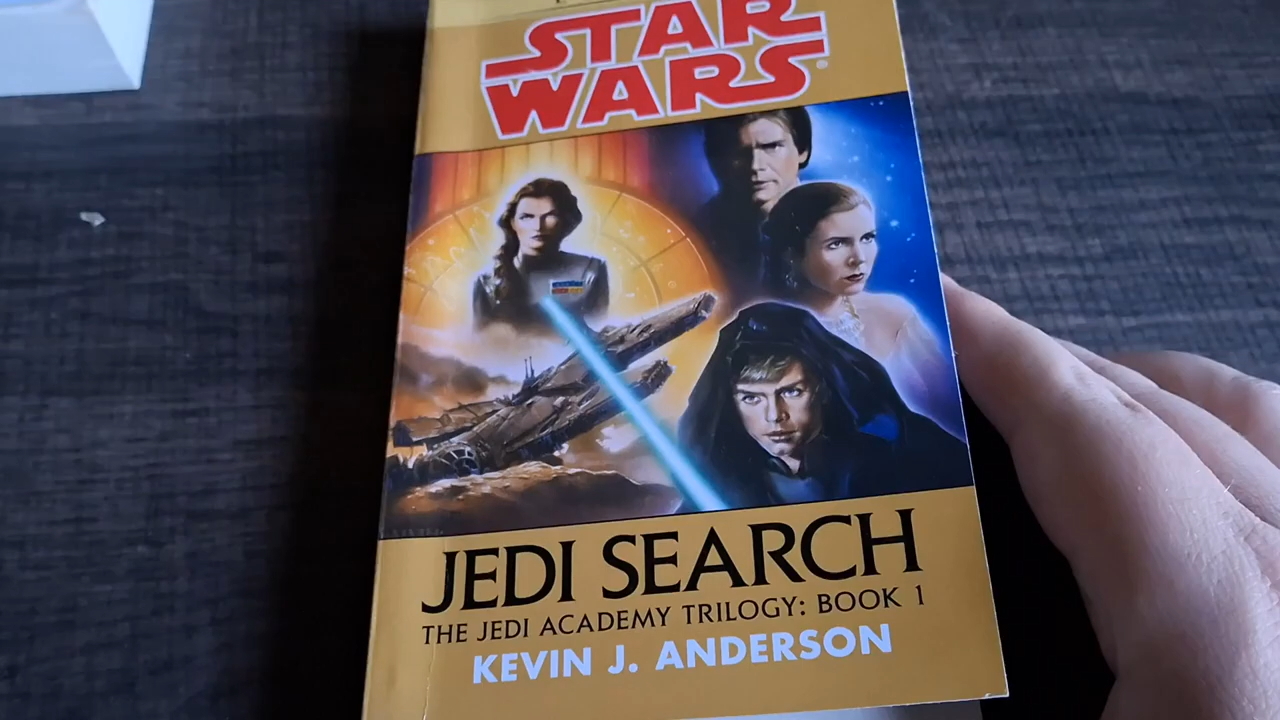 STAR
WARS®
JEDI SEARCH
THE JEDI ACADEMY TRILOGY: BOOK 1
KEVIN J. ANDERSON